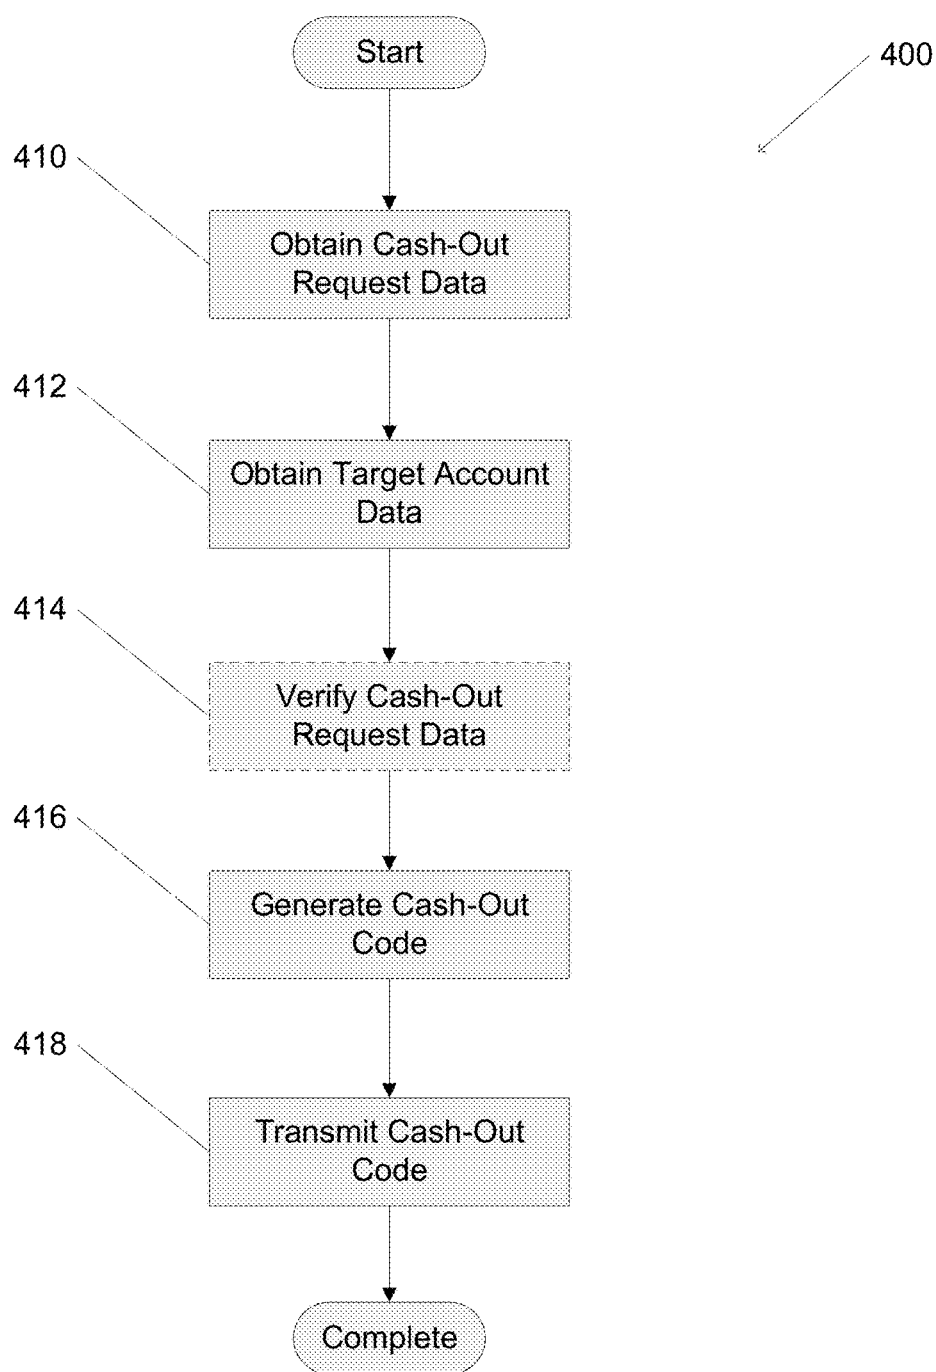 Start
400
410
Obtain Cash-Out
Request Data
412
Obtain Target Account
Data
414
Verify Cash-Out
Request Data
416
Generate Cash-Out
Code
418
Transmit Cash-Out
Code
Complete